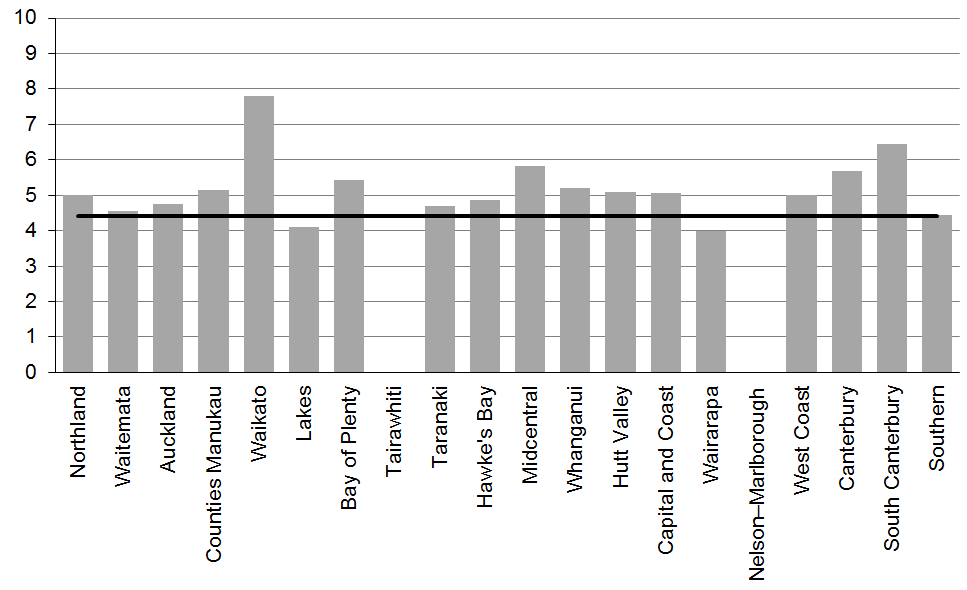 10
9
8
7
6
5
4
3
2
1
0
Northland
Waitemata
Auckland
Counties Manukau
Waikato
Lakes
Bay of Plenty
Tairawhiti
Taranaki
Hawke's Bay
Midcentral
Whanganui
Hutt Valley
Capital and Coast
Wairarapa
Nelson–Marlborough
West Coast
Canterbury
South Canterbury
Southern